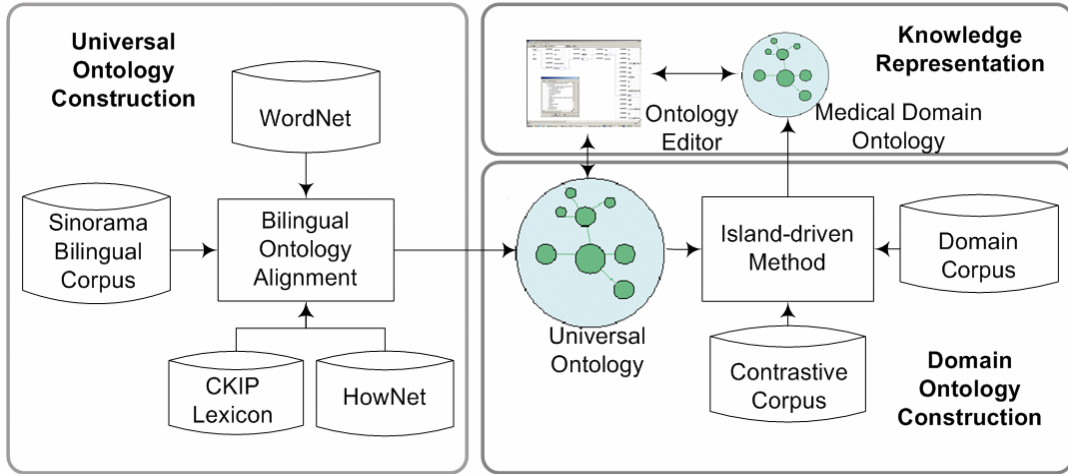 Universal
Ontology
Construction
WordNet
Sinorama
Bilingual
Corpus
Bilingual
Ontology
Alignment
CKIP
Lexicon
HowNet
Knowledge
Representation
Ontology
Editor
Medical Domain
Ontology
Universal
Ontology
Island-driven
Method
Domain
Corpus
Contrastive
Corpus
Domain
Ontology
Construction